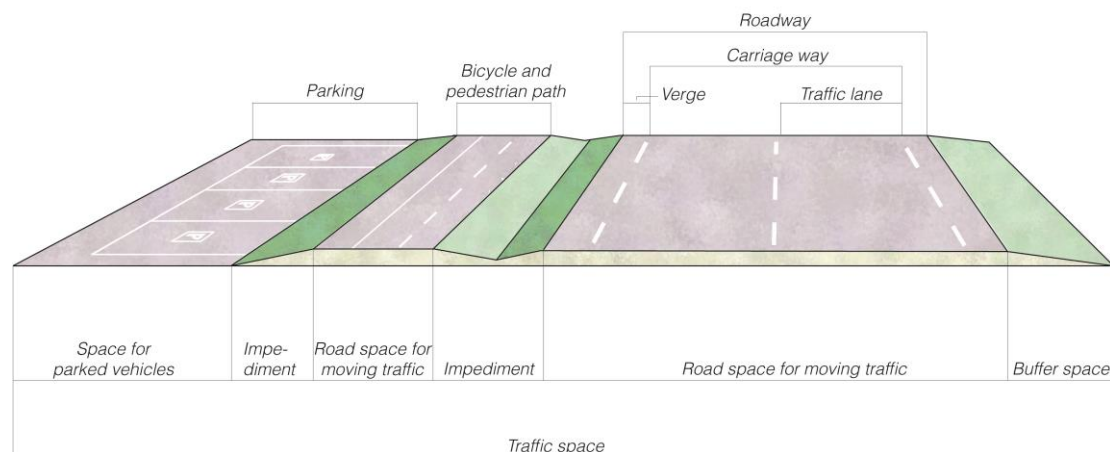 Roadway
Carriage way
Bicycle and
pedestrian path
Parking
Verge
Traffic lane
P
P
P
P
Space for
parked vehicles
Impe-
diment
Road space for
moving traffic
Impediment
Road space for moving traffic
Buffer space
Traffic space